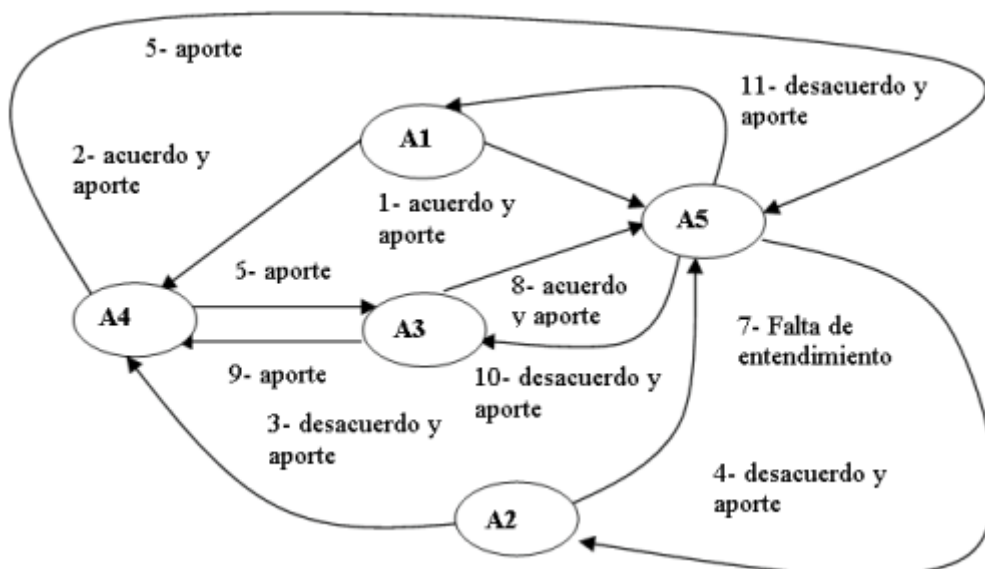 5- aporte
11- desacuerdo y
aporte
A1
2- acuerdo y
aporte
1- acuerdo y
aporte
A5
5- aporte
8- acuerdo
y aporte
A4
A3
7- Falta de
entendimiento
9- aporte
10- desacuerdo y
aporte
3- desacuerdo y
aporte
4- desacuerdo y
aporte
A2